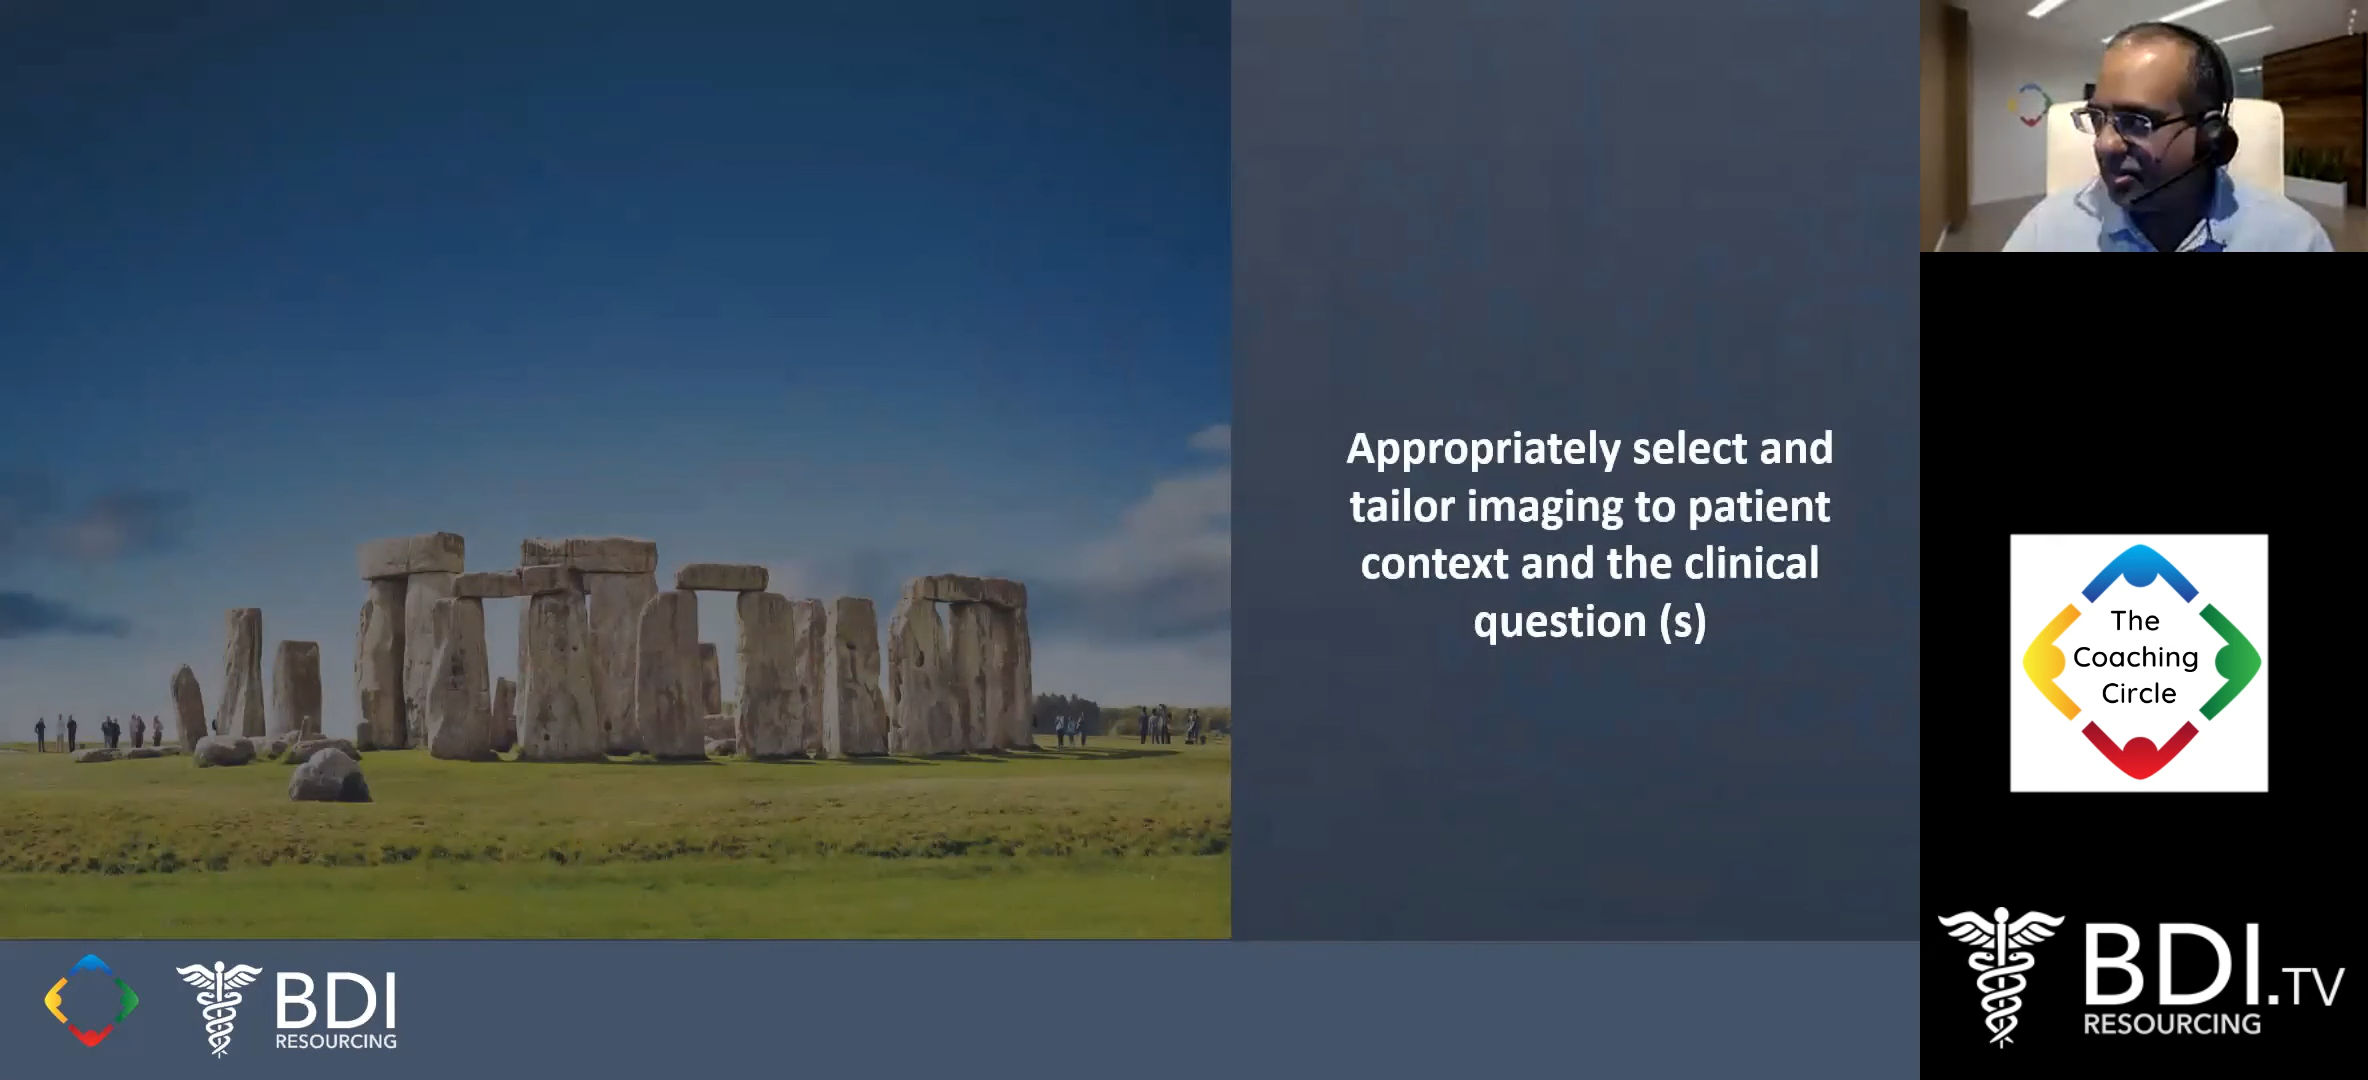 Appropriately select and
tailor imaging to patient
context and the clinical
question (s)
The
Coaching
Circle
BDI
RESOURCING
BDI.TV
RESOURCING